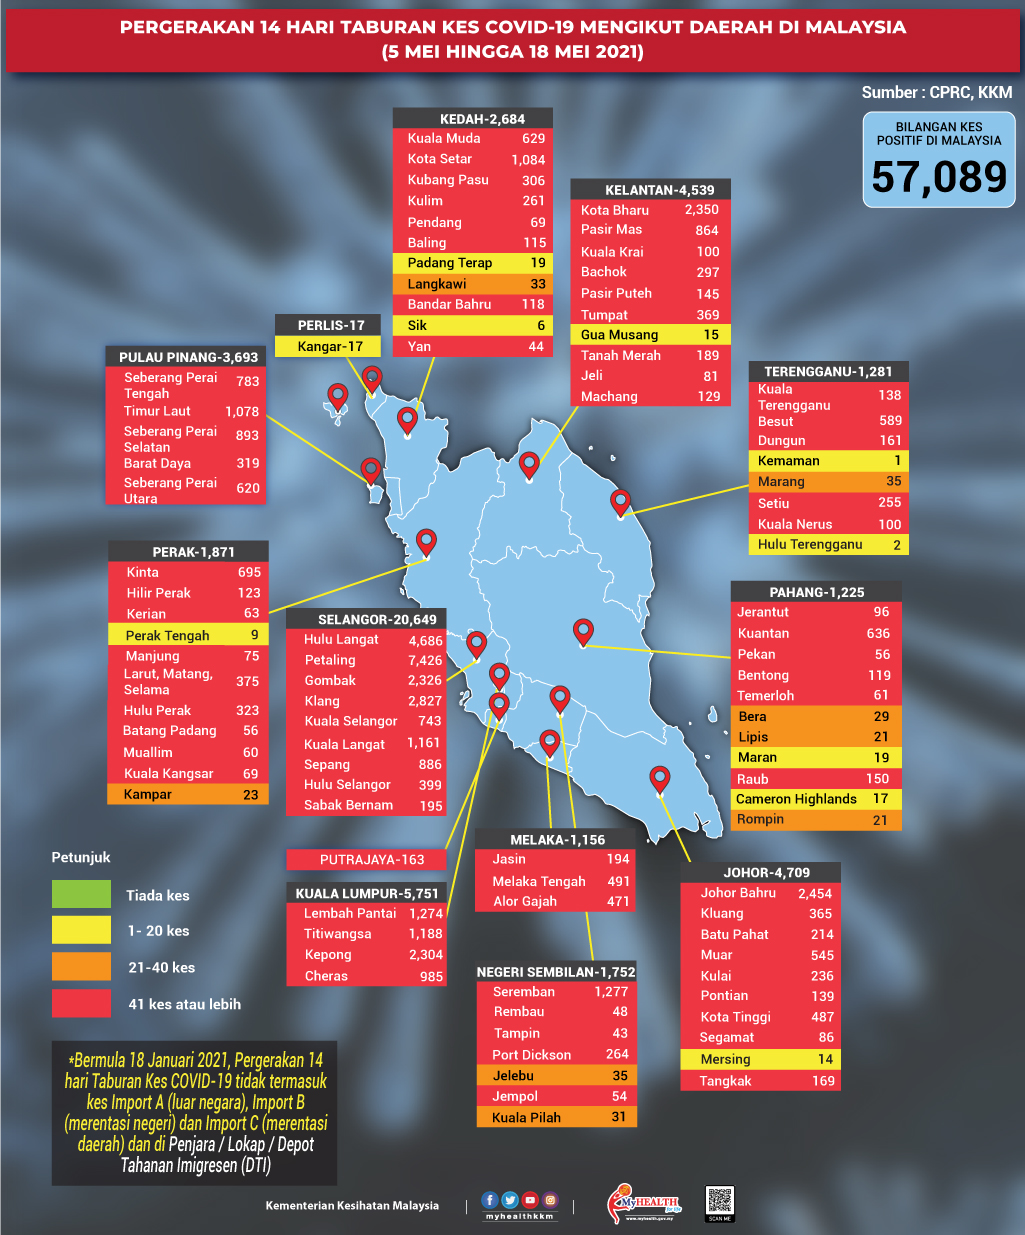 PERGERAKAN 14 HARI TABURAN KES COVID-19 MENGIKUT DAERAH DI MALAYSIA
(5 MEI HINGGA 18 MEI 2021)
Sumber : CPRC, KKM
BILANGAN KES
POSITIF DI MALAYSIA
57,089
KEDAH-2,684
Kuala Muda 629
Kota Setar 1,084
Kubang Pasu 306
Kulim 261
Pendang 69
Baling 115
Padang Terap 19
Langkawi 33
Bandar Bahru 118
Sik 6
Yan 44
KELANTAN-4,539
Kota Bharu 2,350
Pasir Mas 864
Kuala Krai 100
Bachok 297
Pasir Puteh 145
Tumpat 369
Gua Musang 15
Tanah Merah 189
Jeli 81
Machang 129
PERLIS-17
Kangar-17
PULAU PINANG-3,693
Seberang Perai
Tengah 783
Timur Laut 1,078
Seberang Perai
Selatan 893
Barat Daya 319
Seberang Perai
Utara 620
TERENGGANU-1,281
Kuala
Terengganu 138
Besut 589
Dungun 161
Kemaman 1
Marang 35
Setiu 255
Kuala Nerus 100
Hulu Terengganu 2
PERAK-1,871
Kinta 695
Hilir Perak 123
Kerian 63
Perak Tengah 9
Manjung 75
Larut, Matang,
Selama 375
Hulu Perak 323
Batang Padang 56
Muallim 60
Kuala Kangsar 69
Kampar 23
SELANGOR-20,649
Hulu Langat 4,686
Petaling 7,426
Gombak 2,326
Klang 2,827
Kuala Selangor 743
Kuala Langat 1,161
Sepang 886
Hulu Selangor 399
Sabak Bernam 195
PAHANG-1,225
Jerantut 96
Kuantan 636
Pekan 56
Bentong 119
Temerloh 61
Bera 29
Lipis 21
Maran 19
Raub 150
Cameron Highlands 17
Rompin 21
PUTRAJAYA-163
KUALA LUMPUR-5,751
Lembah Pantai 1,274
Titiwangsa 1,188
Kepong 2,304
Cheras 985
MELAKA-1,156
Jasin 194
Melaka Tengah 491
Alor Gajah 471
NEGERI SEMBILAN-1,752
Seremban 1,277
Rembau 48
Tampin 43
Port Dickson 264
Jelebu 35
Jempol 54
Kuala Pilah 31
JOHOR-4,709
Johor Bahru 2,454
Kluang 365
Batu Pahat 214
Muar 545
Kulai 236
Pontian 139
Kota Tinggi 487
Segamat 86
Mersing 14
Tangkak 169
Petunjuk
Tiada kes
1- 20 kes
21-40 kes
41 kes atau lebih
*Bermula 18 Januari 2021, Pergerakan 14
hari Taburan Kes COVID-19 tidak termasuk
kes Import A (luar negara), Import B
(merentasi negeri) dan Import C (merentasi
daerah) dan di Penjara / Lokap / Depot
Tahanan Imigresen (DTI)
Kementerian Kesihatan Malaysia
myhealthkkm
MyHEALTH
for life
www.myhealth.gov.my
SCAN ME